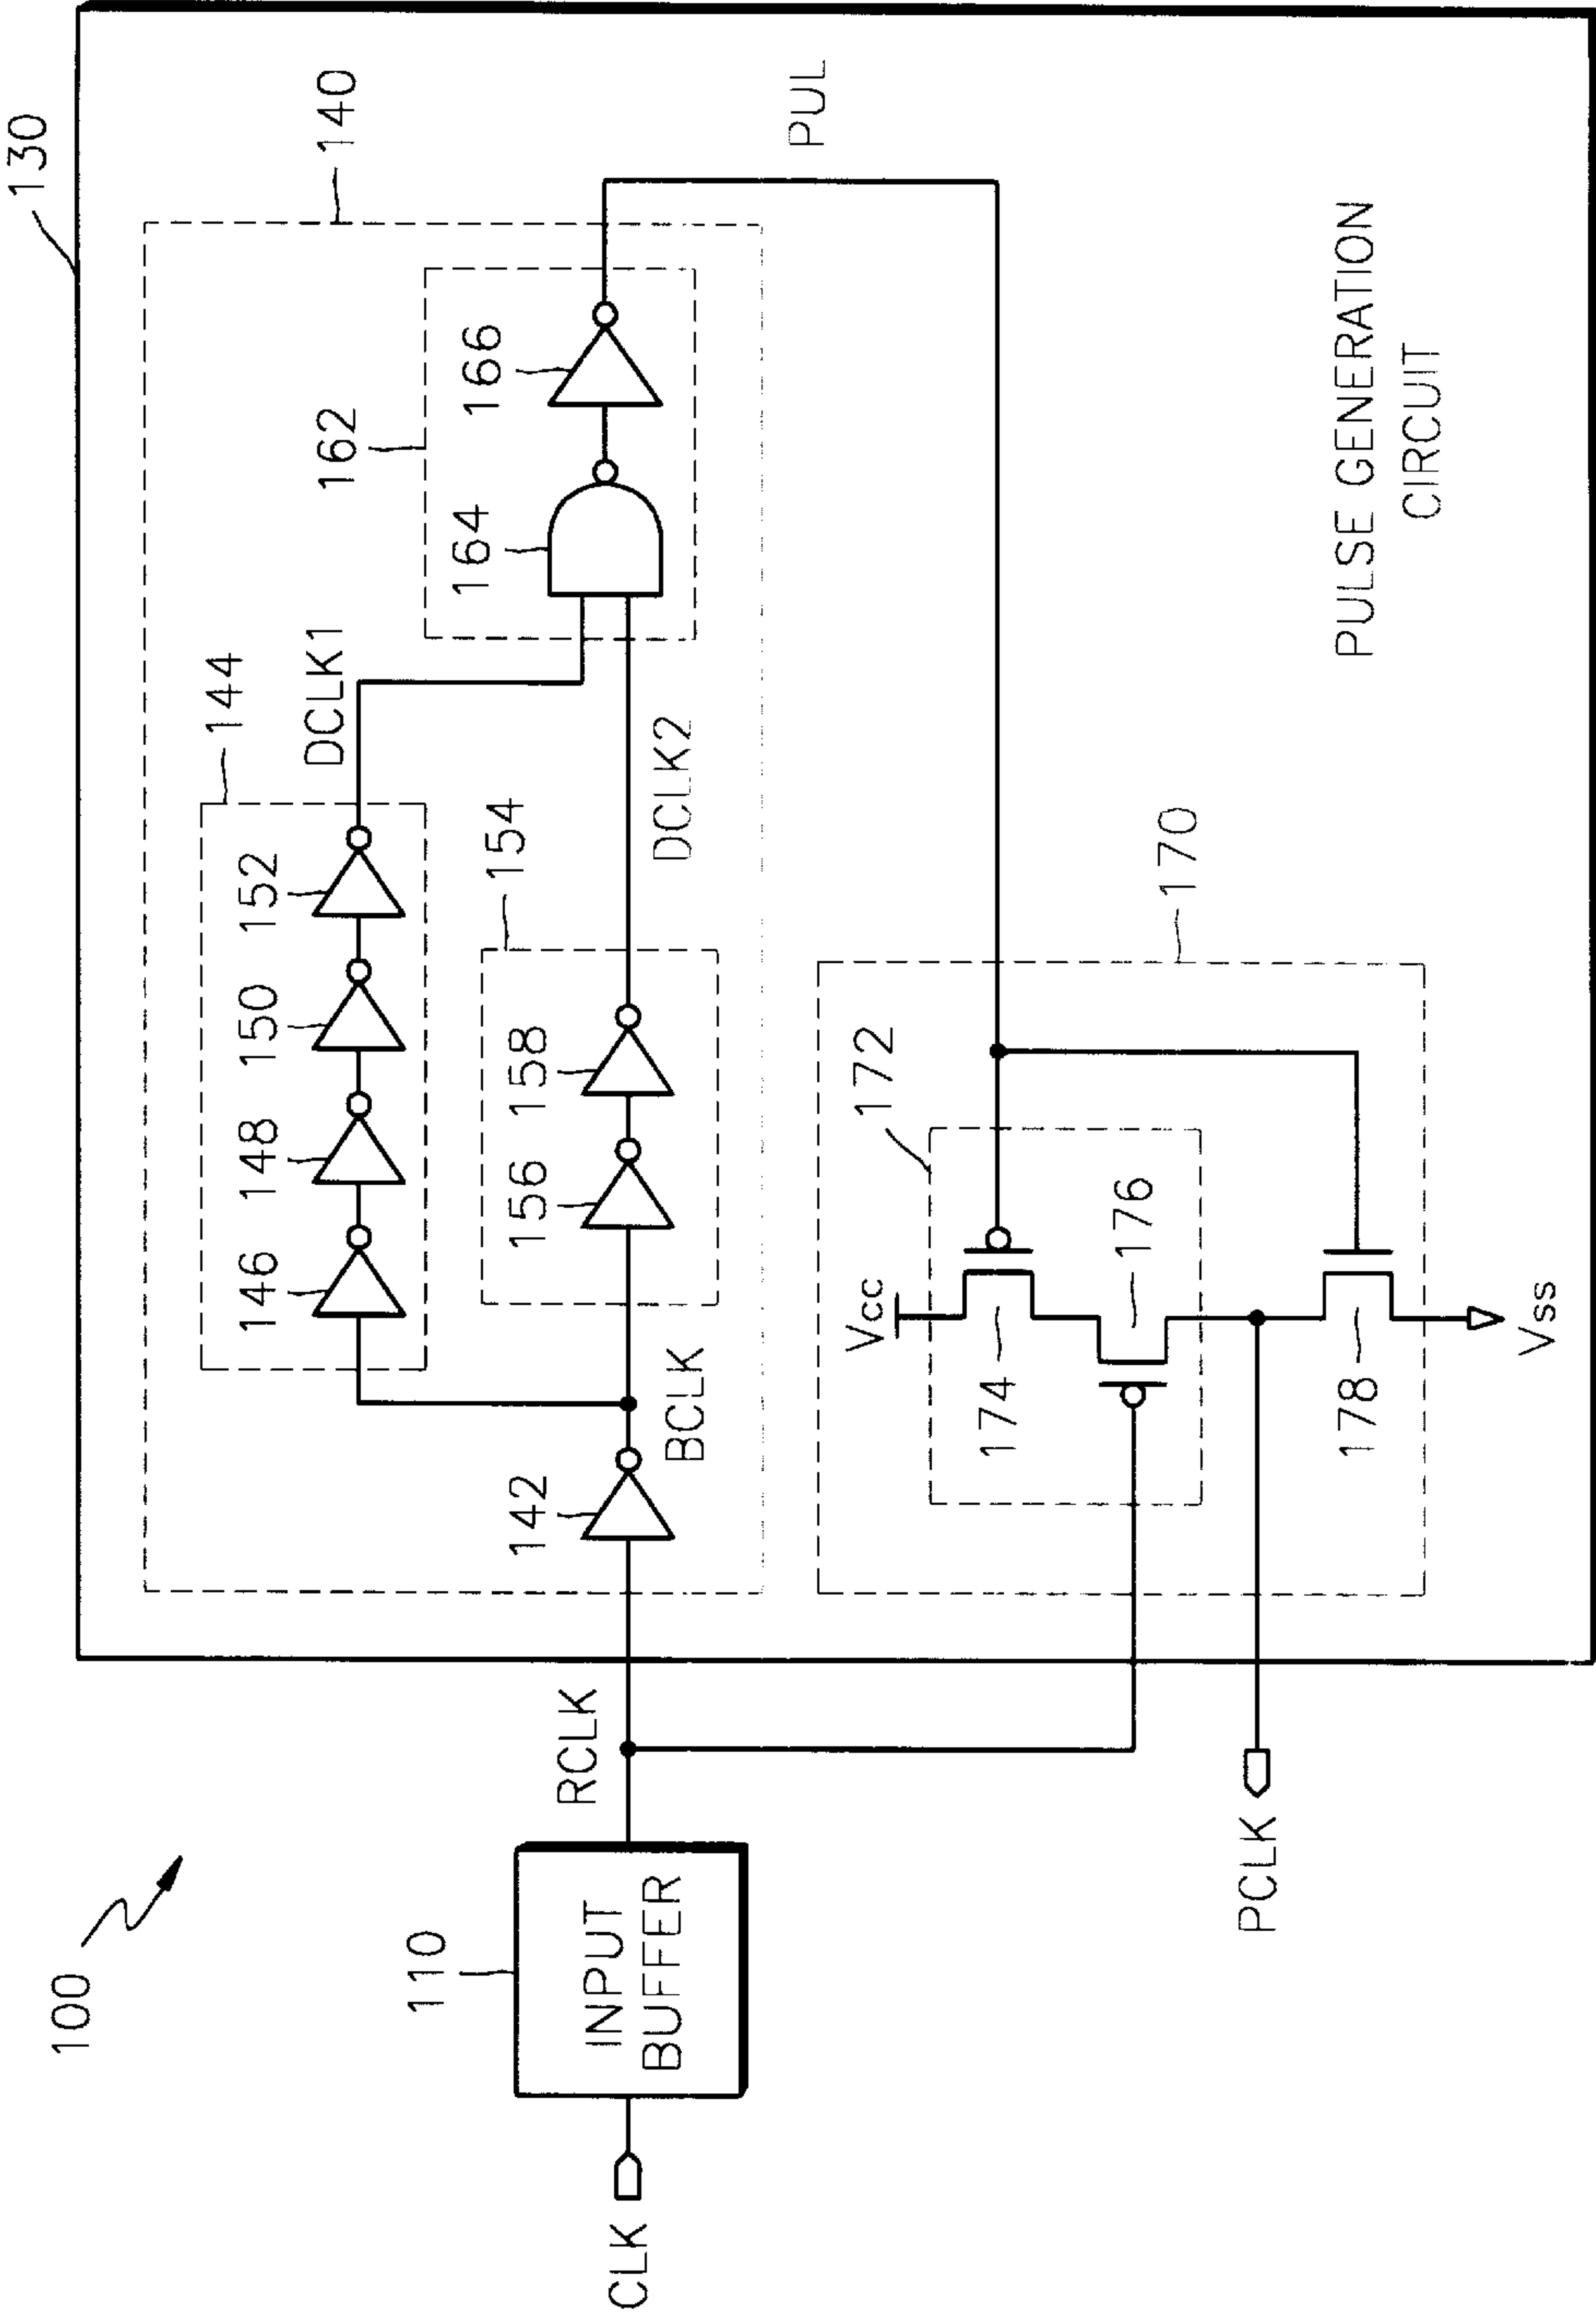 100
130
140
144
146
148
150
152
DCLK1
162
164
166
PUL
154
156
158
DCLK2
142
BCLK
CLK
110
INPUT
BUFFER
RCLK
170
172
Vcc
174
176
178
Vss
PCLK
PULSE GENERATION
CIRCUIT